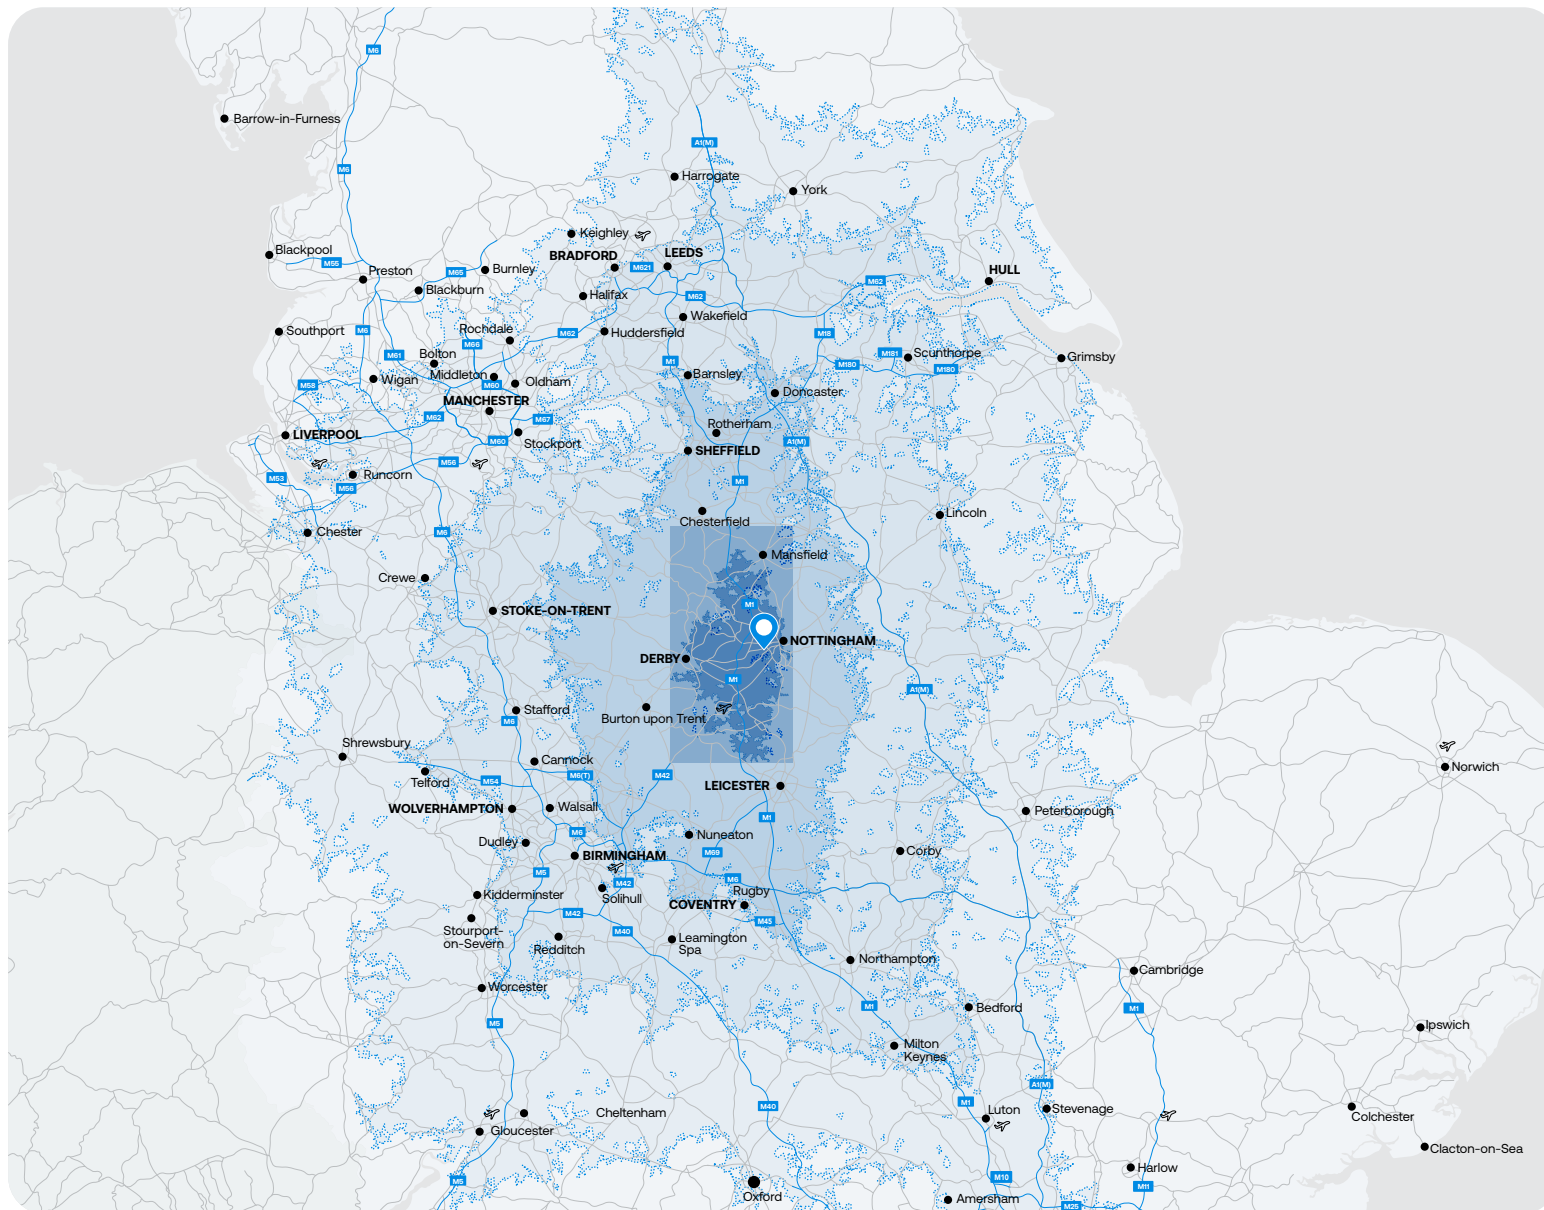 M6
Barrow-in-Furness
A1(M)
M6
Harrogate
York
Keighley
Blackpool
BRADFORD
LEEDS
M55
M621
Preston
M65
Burnley
HULL
M62
Blackburn
Halifax
M62
Wakefield
Southport
M6
Rochdale
M62
Huddersfield
M18
M66
M61
Bolton
M181
Scunthorpe
Grimsby
M1
M180
M180
Wigan
Middleton
Barnsley
M58
M60
Oldham
Doncaster
MANCHESTER
M62
M67
Rotherham
LIVERPOOL
M60
Stockport
A1(M)
SHEFFIELD
M56
Runcorn
M53
M56
M1
Lincoln
Chesterfield
Chester
M6
Mansfield
Crewe
M1
STOKE-ON-TRENT
NOTTINGHAM
DERBY
M1
A1(M)
Stafford
M6
Burton upon Trent
Shrewsbury
Cannock
Norwich
M6(T)
M42
Telford
M54
LEICESTER
WOLVERHAMPTON
Walsall
M1
Peterborough
M6
Nuneaton
Dudley
M69
Corby
BIRMINGHAM
M5
M42
M6
Rugby
Kidderminster
Solihull
COVENTRY
M42
M45
Stourport-
on-Severn
M40
Leamington
Spa
Redditch
Northampton
Cambridge
Worcester
M1
Bedford
M1
M5
Ipswich
Milton
Keynes
A1(M)
M1
M40
Luton
Stevenage
Cheltenham
Colchester
Gloucester
Clacton-on-Sea
Harlow
M5
M10
M11
Oxford
Amersham
M25